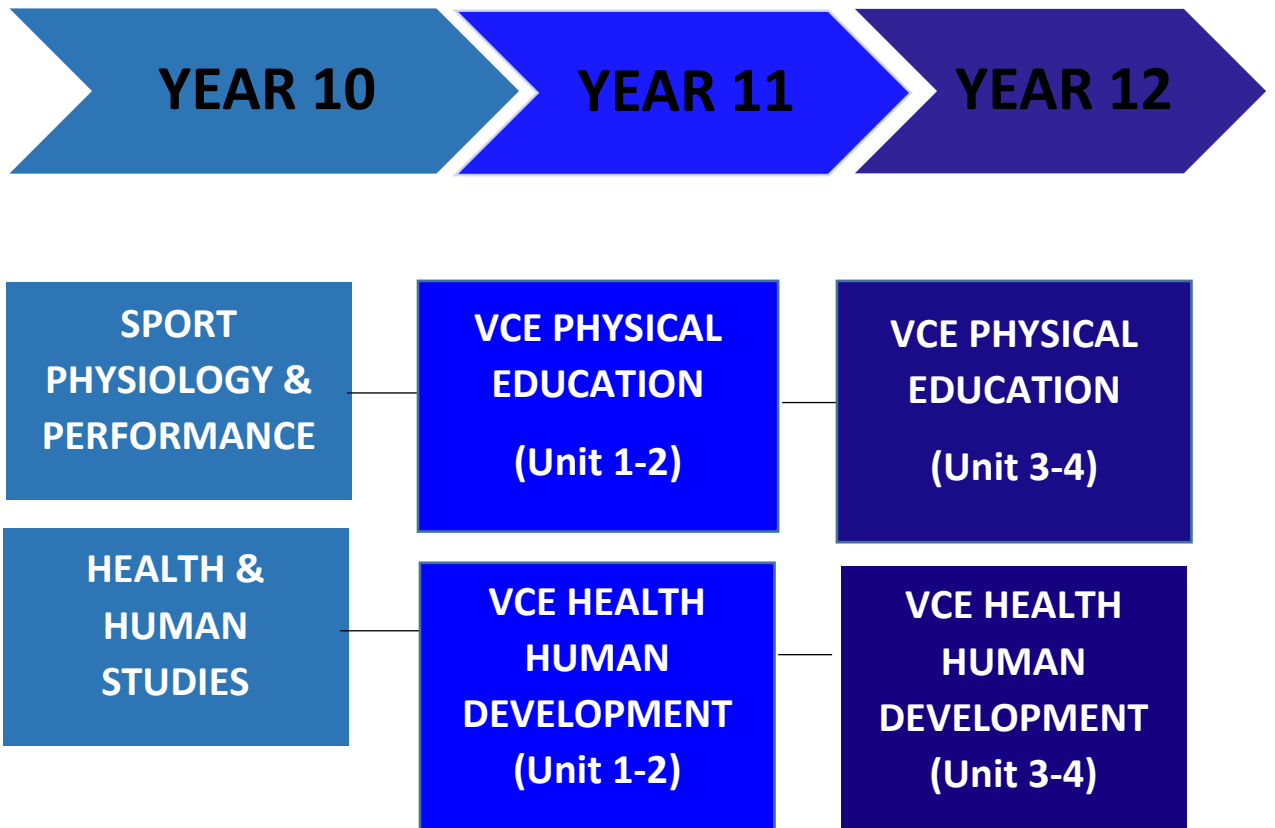 YEAR 10
YEAR 11
YEAR 12
SPORT
PHYSIOLOGY &
PERFORMANCE
VCE PHYSICAL
EDUCATION
(Unit 1-2)
VCE PHYSICAL
EDUCATION
(Unit 3-4)
HEALTH &
HUMAN
STUDIES
VCE HEALTH
HUMAN
DEVELOPMENT
(Unit 1-2)
VCE HEALTH
HUMAN
DEVELOPMENT
(Unit 3-4)